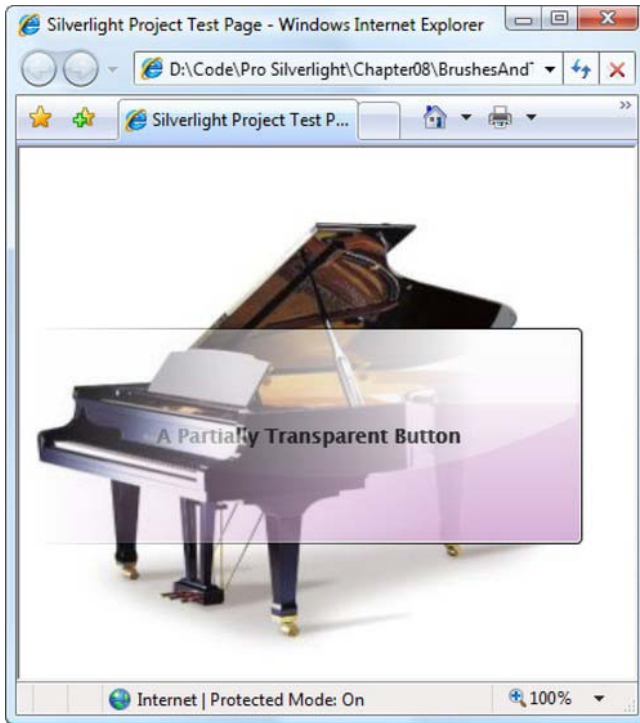 Silverlight Project Test Page - Windows Internet Explorer
D:\Code\Pro Silverlight\Chapter08\BrushesAnd
Silverlight Project Test P...
A Partially Transparent Button
Internet | Protected Mode: On
100%